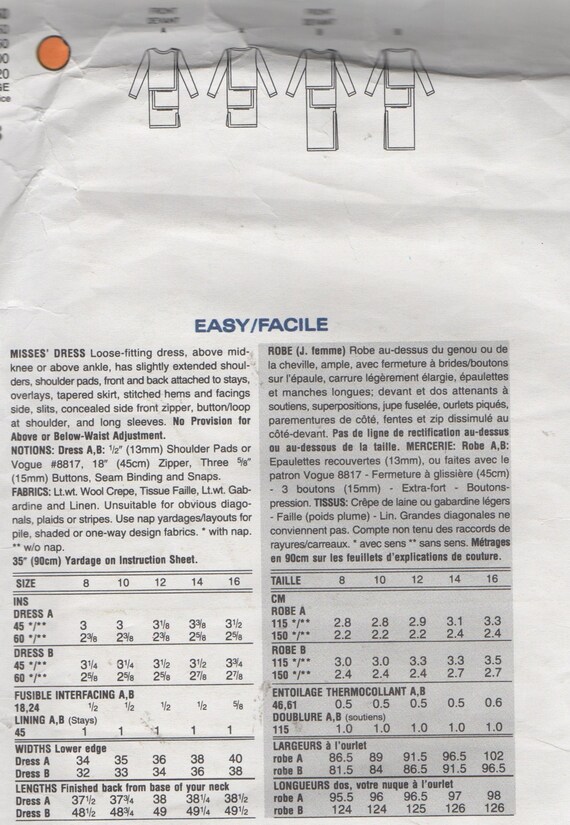 FRONT
DEVANT
A
A
FRONT
DEVANT
B
B
EASY/FACILE
MISSES' DRESS Loose-fitting dress, above mid-
knee or above ankle, has slightly extended shoul-
ders, shoulder pads, front and back attached to stays,
overlays, tapered skirt, stitched hems and facings
side, slits, concealed side front zipper, button/loop
at shoulder, and long sleeves. No Provision for
Above or Below-Waist Adjustment.
NOTIONS: Dress A,B: 1/2" (13mm) Shoulder Pads or
Vogue #8817, 18" (45cm) Zipper, Three 5/8"
(15mm) Buttons, Seam Binding and Snaps.
FABRICS: Lt.wt. Wool Crepe, Tissue Faille, Lt.wt. Gab-
ardine and Linen. Unsuitable for obvious diago-
nals, plaids or stripes. Use nap yardages/layouts for
pile, shaded or one-way design fabrics. * with nap.
** w/o nap.
35" (90cm) Yardage on Instruction Sheet.
SIZE 8 10 12 14 16
INS
DRESS A
45 */** 3 3 3 1/8 3 3/8 3 1/2
60 */** 2 3/8 2 3/8 2 3/8 2 5/8 2 5/8
DRESS B
45 */** 3 1/4 3 1/4 3 1/2 3 1/2 3 3/4
60 */** 2 5/8 2 5/8 2 5/8 2 7/8 2 7/8
FUSIBLE INTERFACING A,B
18,24 1/2 1/2 1/2 1/2 5/8
LINING A,B (Stays)
45 1 1 1 1 1
WIDTHS Lower edge
Dress A 34 35 36 38 40
Dress B 32 33 34 36 38
LENGTHS Finished back from base of your neck
Dress A 37 1/2 37 3/4 38 38 1/4 38 1/2
Dress B 48 1/2 48 3/4 49 49 1/4 49 1/2
ROBE (J. femme) Robe au-dessus du genou ou de
la cheville, ample, avec fermeture à brides/boutons
sur l'épaule, carrure légèrement élargie, épaulettes
et manches longues; devant et dos attenants à
soutiens, superpositions, jupe fuselée, ourlets piqués,
parementures de côté, fentes et zip dissimulé au
côté-devant. Pas de ligne de rectification au-dessus
ou au-dessous de la taille. MERCERIE: Robe A,B:
Epaulettes recouvertes (13mm), ou faites avec le
patron Vogue 8817 - Fermeture à glissière (45cm)
- 3 boutons (15mm) - Extra-fort - Boutons-
pression. TISSUS: Crêpe de laine ou gabardine légers
- Faille (poids plume) - Lin. Grandes diagonales ne
conviennent pas. Compte non tenu des raccords de
rayures/carreaux. * avec sens ** sans sens. Métrages
en 90cm sur les feuillets d'explications de couture.
TAILLE 8 10 12 14 16
CM
ROBE A
115 */** 2.8 2.8 2.9 3.1 3.3
150 */** 2.2 2.2 2.2 2.4 2.4
ROBE B
115 */** 3.0 3.0 3.3 3.3 3.5
150 */** 2.4 2.4 2.4 2.7 2.7
ENTOILAGE THERMOCOLLANT A,B
46,61 0.5 0.5 0.5 0.5 0.6
DOUBLURE A,B (soutiens)
115 1.0 1.0 1.0 1.0 1.0
LARGEURS à l'ourlet
robe A 86.5 89 91.5 96.5 102
robe B 81.5 84 86.5 91.5 96.5
LONGUEURS dos, votre nuque à l'ourlet
robe A 95.5 96 96.5 97 98
robe B 124 124 125 126 126